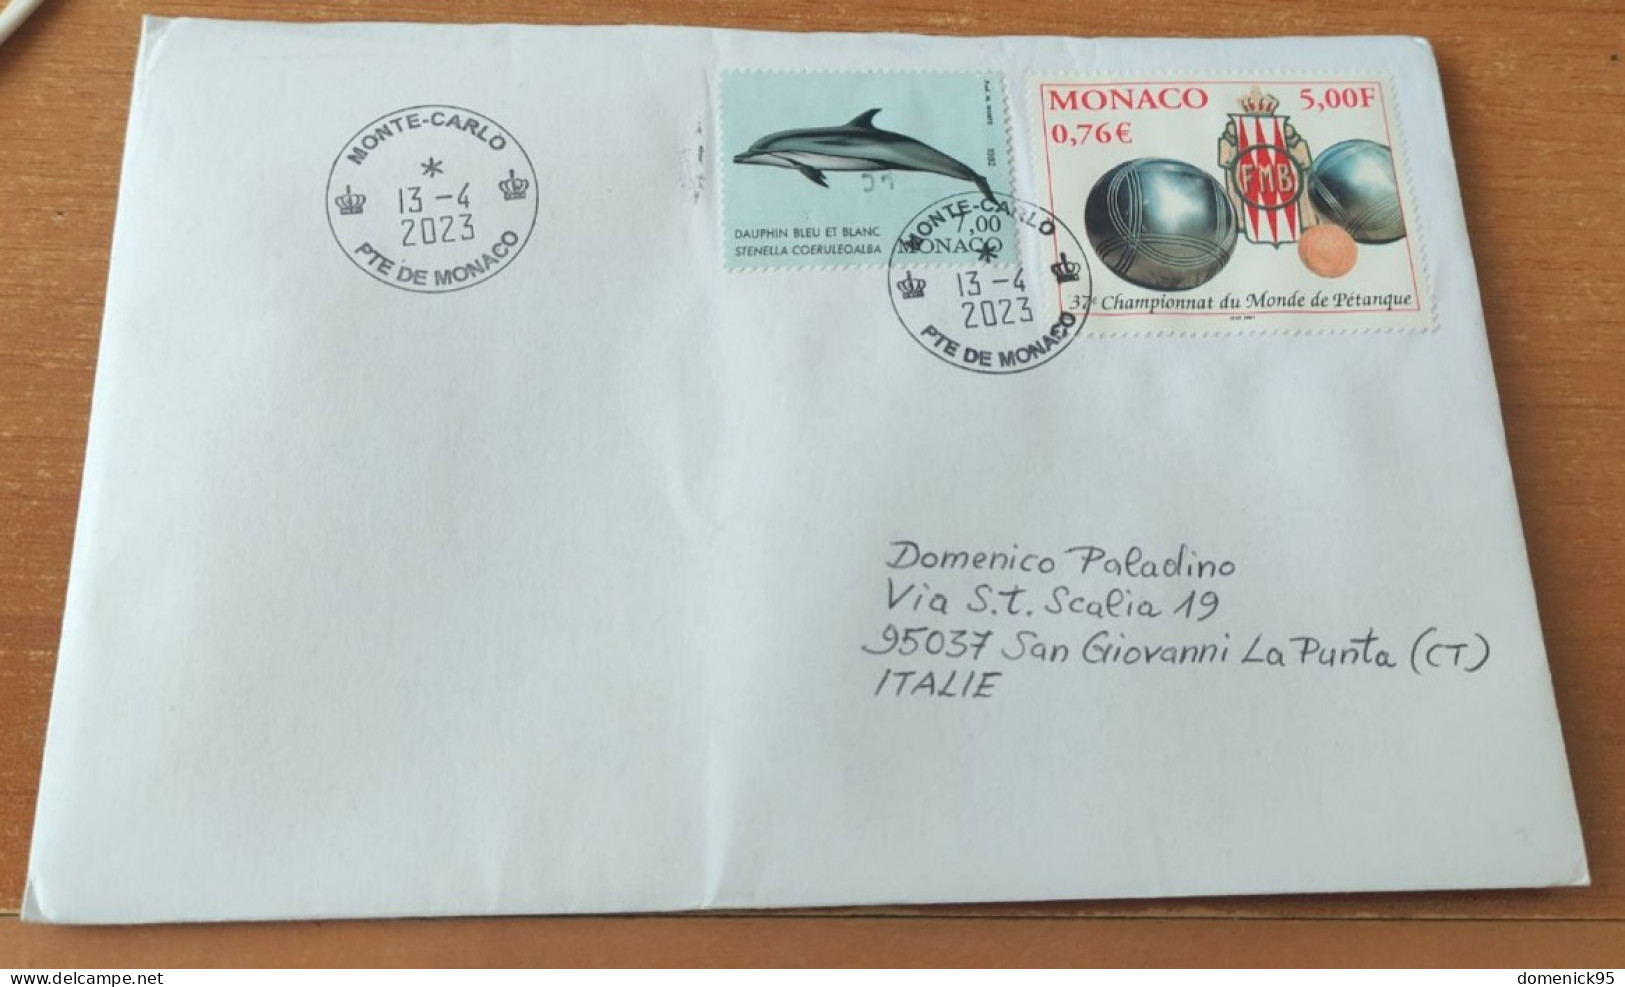 MONTE-CARLO
*
13-4
2023
PTE DE MONACO
1992
DAUPHIN BLEU ET BLANC
STENELLA COERULEOALBA
7,00
MONACO
MONACO 5,00F
0,76€
FMB
37e Championnat du Monde de Pétanque
MONTE-CARLO
*
13-4
2023
PTE DE MONACO
Domenico Paladino
Via S.t. Scalia 19
95037 San Giovanni La Punta (CT)
ITALIE
https://www.delcampe.net
domenick95